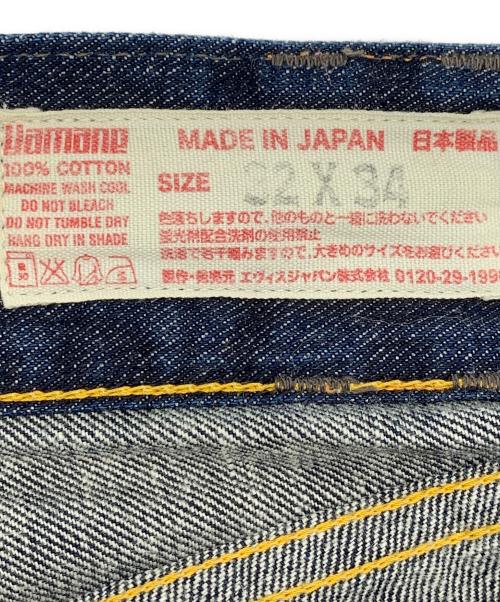 Yamane
MADE IN JAPAN 日本製品
100% COTTON
MACHINE WASH COOL
DO NOT BLEACH
DO NOT TUMBLE DRY
HANG DRY IN SHADE
SIZE 32 X 34
色落ちしますので、他のものと一緒に洗わないでください
蛍光剤配合洗剤の使用禁止
洗濯で若干縮みますので、大きめのサイズをお選びください
製作・発売元 エヴィスジャパン株式会社 0120-29-199